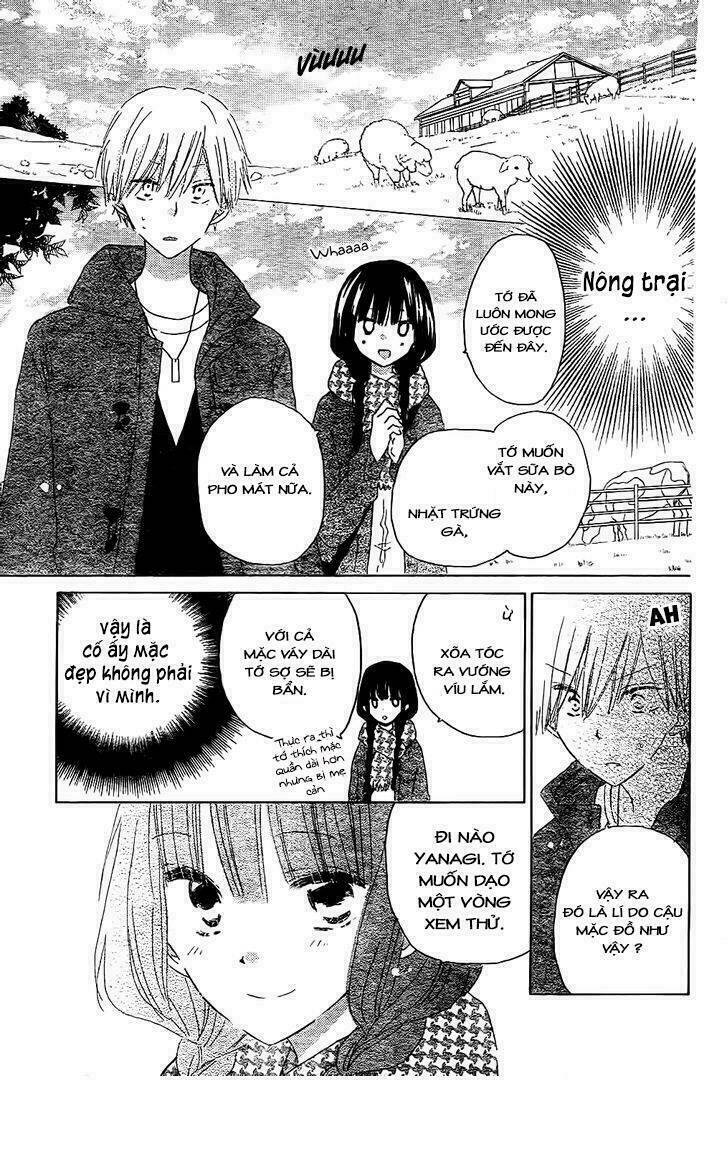 VÙUUUU
Nông trại
...
TỚ ĐÃ
LUÔN MONG
ƯỚC ĐƯỢC
ĐẾN ĐÂY.
Whaaaa
TỚ MUỐN
VẮT SỮA BÒ
NÀY,
NHẶT TRỨNG
GÀ,
VÀ LÀM CẢ
PHO MÁT NỮA.
AH
VẬY RA
ĐÓ LÀ LÍ DO CẬU
MẶC ĐỒ NHƯ
VẬY ?
Ừ
XÕA TÓC
RA VƯỚNG
VÍU LẮM.
VỚI CẢ
MẶC VÁY DÀI
TỚ SỢ SẼ BỊ
BẨN.
Thực ra thì
tớ thích mặc
quần dài hơn
nhưng bị mẹ
cản
Vậy là
cố ấy mặc
đẹp không phải
vì mình.
ĐI NÀO
YANAGI. TỚ
MUỐN DẠO
MỘT VÒNG
XEM THỬ.